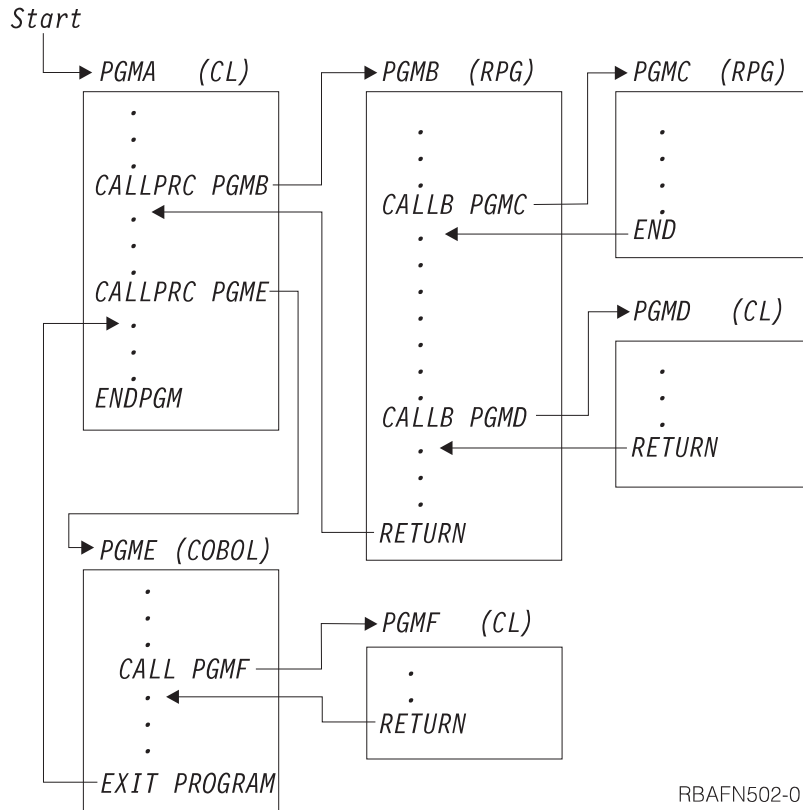 Start
PGMA (CL)
.
.
.
CALLPRC PGMB
.
.
.
CALLPRC PGME
.
.
.
ENDPGM
PGMB (RPG)
.
.
.
CALLB PGMC
.
.
.
.
.
.
CALLB PGMD
.
.
.
RETURN
PGMC (RPG)
.
.
.
.
END
PGMD (CL)
.
.
.
RETURN
PGME (COBOL)
.
.
.
CALL PGMF
.
.
.
EXIT PROGRAM
PGMF (CL)
.
.
RETURN
RBAFN502-0